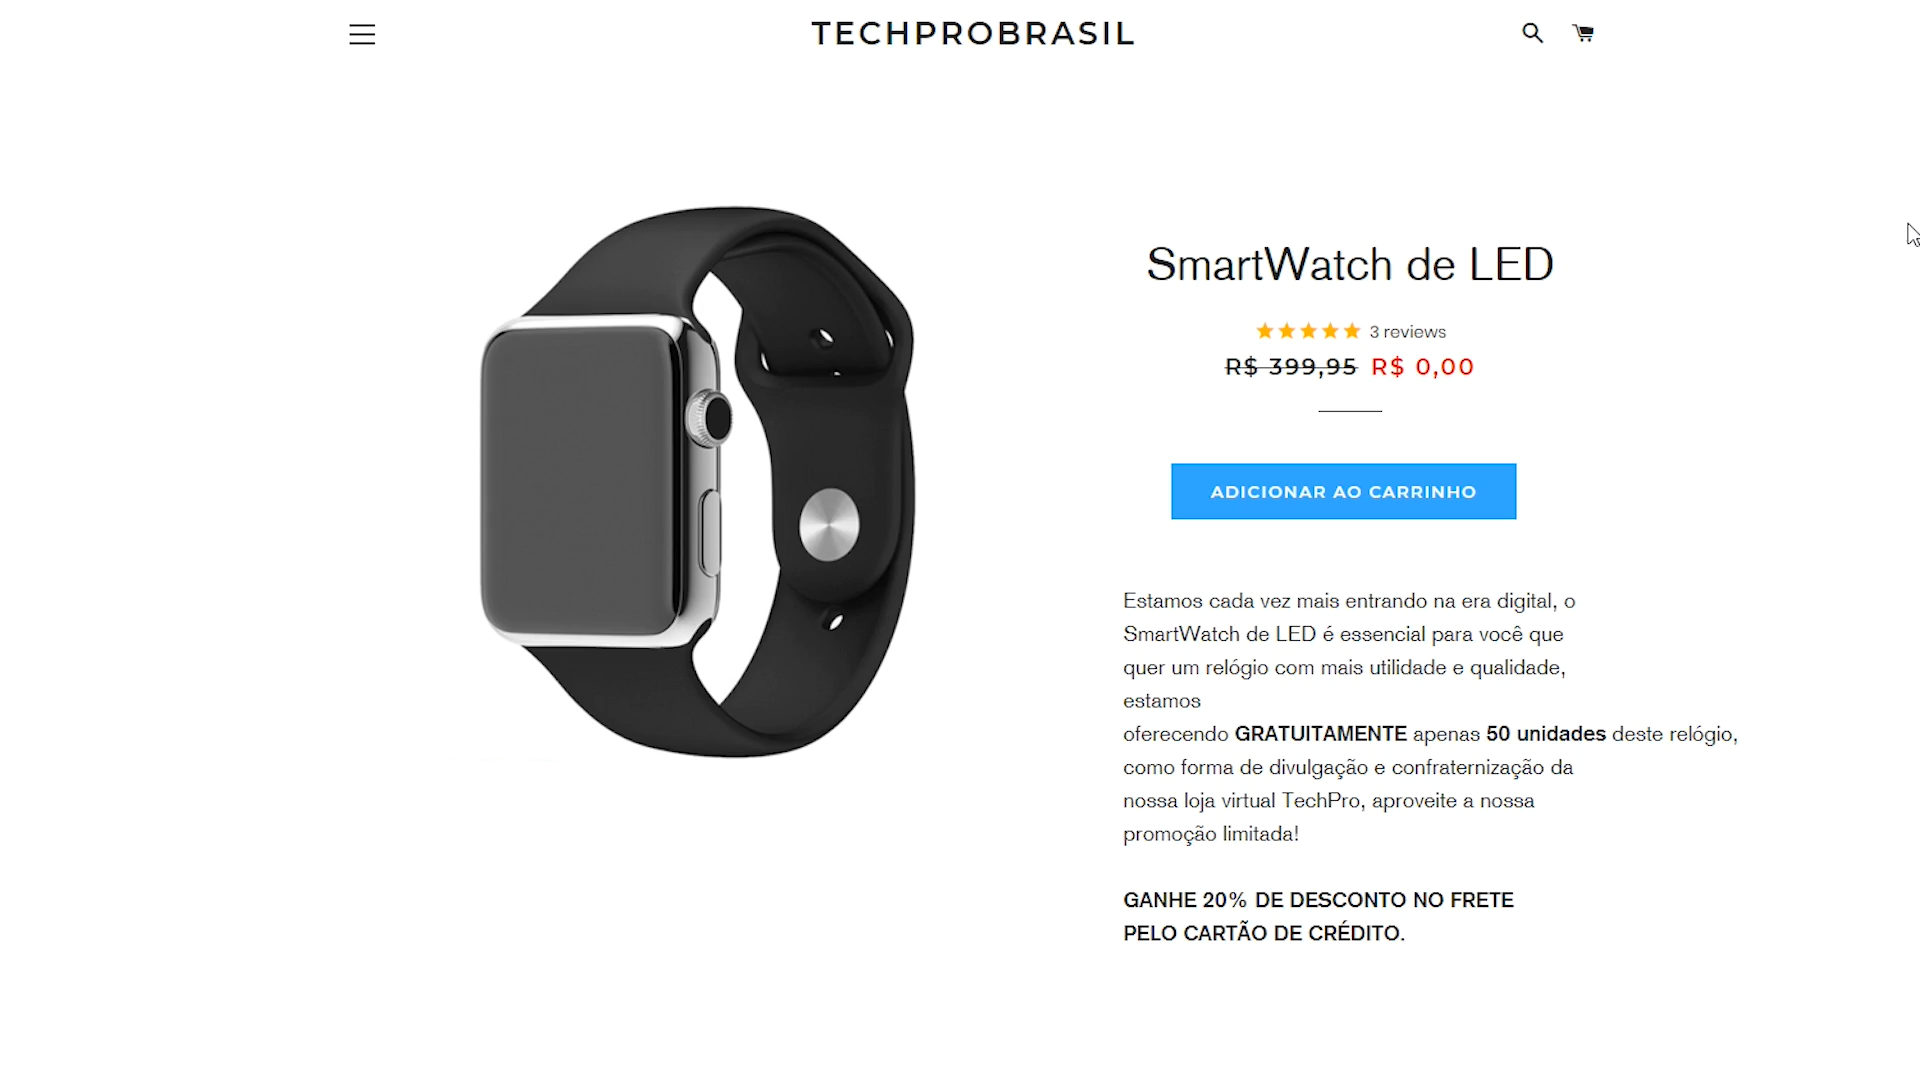 TECHPROBRASIL
SmartWatch de LED
3 reviews
R$ 399,95 R$ 0,00
ADICIONAR AO CARRINHO
Estamos cada vez mais entrando na era digital, o
SmartWatch de LED é essencial para você que
quer um relógio com mais utilidade e qualidade,
estamos
oferecendo GRATUITAMENTE apenas 50 unidades deste relógio,
como forma de divulgação e confraternização da
nossa loja virtual TechPro, aproveite a nossa
promoção limitada!
GANHE 20% DE DESCONTO NO FRETE
PELO CARTÃO DE CRÉDITO.